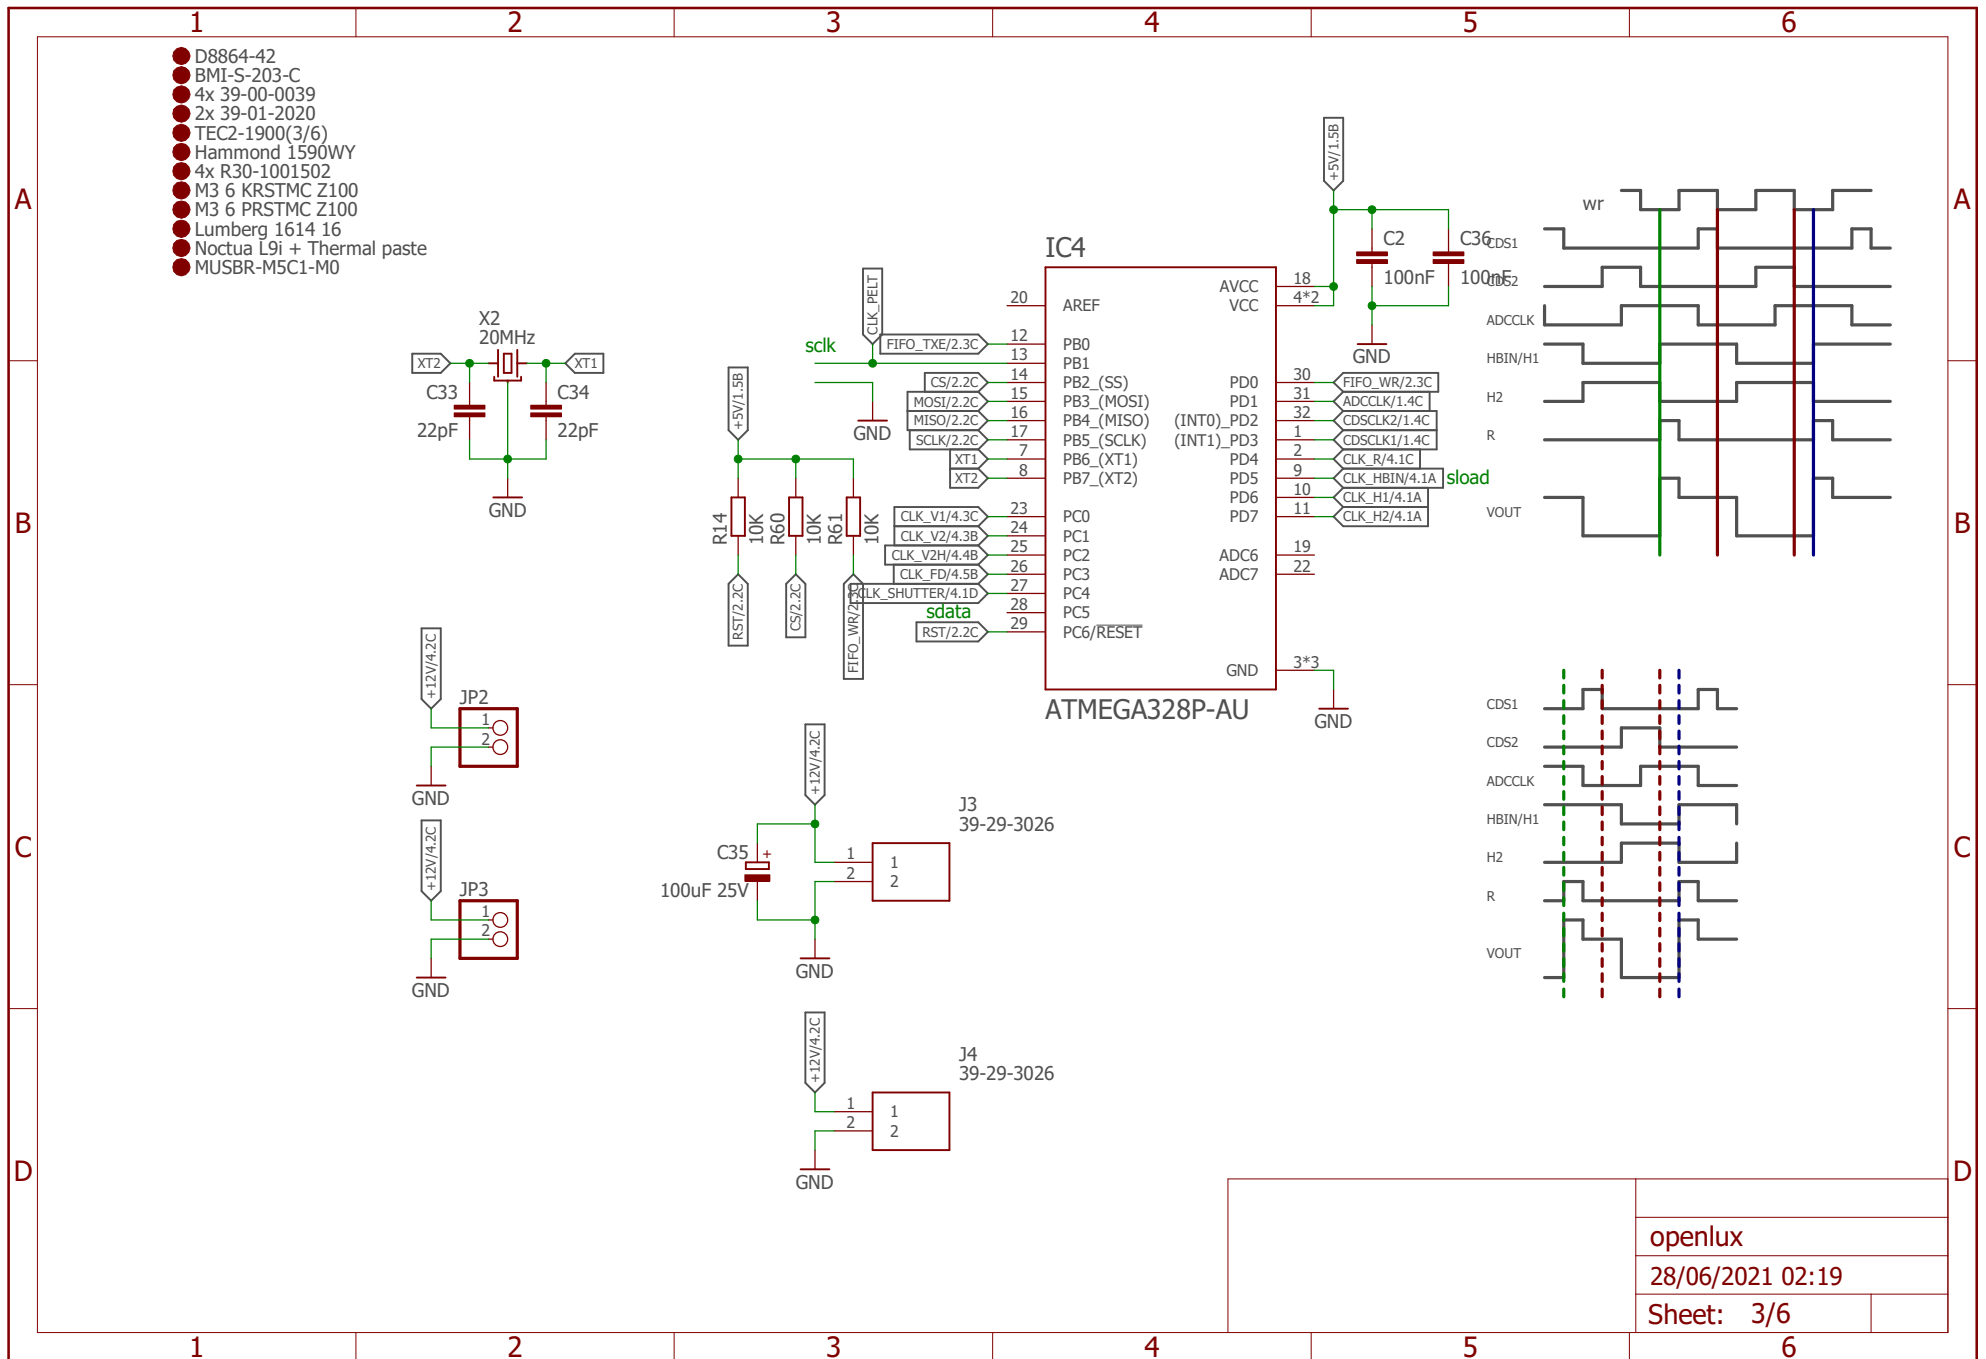 1 2 3 4 5 6
D8864-42
BMI-S-203-C
4x 39-00-0039
2x 39-01-2020
TEC2-1900(3/6)
Hammond 1590WY
4x R30-1001502
M3 6 KRSTMC Z100
M3 6 PRSTMC Z100
Lumberg 1614 16
Noctua L9i + Thermal paste
MUSBR-M5C1-M0
A
B
C
D
X2
20MHz
XT2
XT1
C33
22pF
C34
22pF
GND
+12V/4.2C
JP2
1
2
GND
+12V/4.2C
JP3
1
2
GND
sclk
CLK_PELT
GND
+5V/1.5B
R14
10K
R60
10K
R61
10K
RST/2.2C
CS/2.2C
FIFO_WR/2.3C
IC4
20 AREF
FIFO_TXE/2.3C 12 PB0
13 PB1
CS/2.2C 14 PB2_(SS)
MOSI/2.2C 15 PB3_(MOSI)
MISO/2.2C 16 PB4_(MISO)
SCLK/2.2C 17 PB5_(SCLK)
XT1 7 PB6_(XT1)
XT2 8 PB7_(XT2)
CLK_V1/4.3C 23 PC0
CLK_V2/4.3B 24 PC1
CLK_V2H/4.4B 25 PC2
CLK_FD/4.5B 26 PC3
CLK_SHUTTER/4.1D 27 PC4
sdata 28 PC5
RST/2.2C 29 PC6/RESET
AVCC 18
VCC 4*2
PD0 30 FIFO_WR/2.3C
PD1 31 ADCCLK/1.4C
(INT0)_PD2 32 CDSCLK2/1.4C
(INT1)_PD3 1 CDSCLK1/1.4C
PD4 2 CLK_R/4.1C
PD5 9 CLK_HBIN/4.1A sload
PD6 10 CLK_H1/4.1A
PD7 11 CLK_H2/4.1A
ADC6 19
ADC7 22
GND 3*3
GND
ATMEGA328P-AU
+5V/1.5B
C2
100nF
C36
100nF
GND
+12V/4.2C
C35
+
100uF 25V
J3
39-29-3026
1 1
2 2
GND
+12V/4.2C
J4
39-29-3026
1 1
2 2
GND
wr
CDS1
CDS2
ADCCLK
HBIN/H1
H2
R
VOUT
CDS1
CDS2
ADCCLK
HBIN/H1
H2
R
VOUT
A
B
C
D
openlux
28/06/2021 02:19
Sheet: 3/6
1 2 3 4 5 6